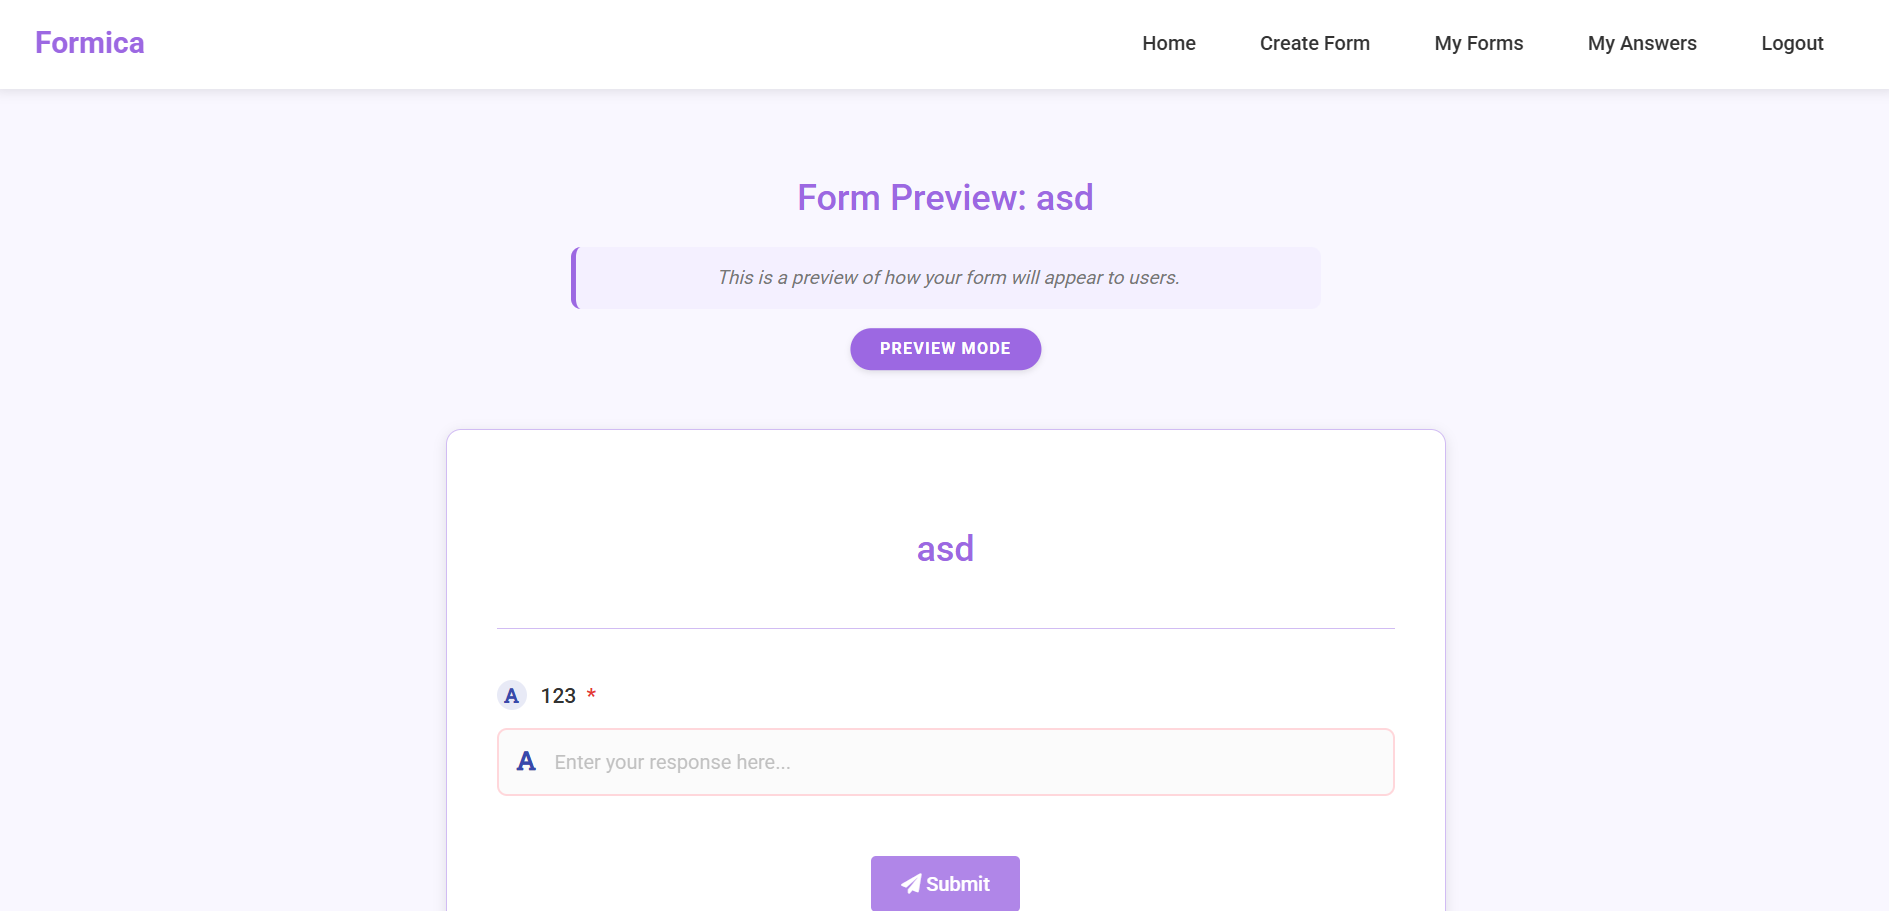 Formica
Home Create Form My Forms My Answers Logout
Form Preview: asd
This is a preview of how your form will appear to users.
PREVIEW MODE
asd
A 123 *
A Enter your response here...
Submit